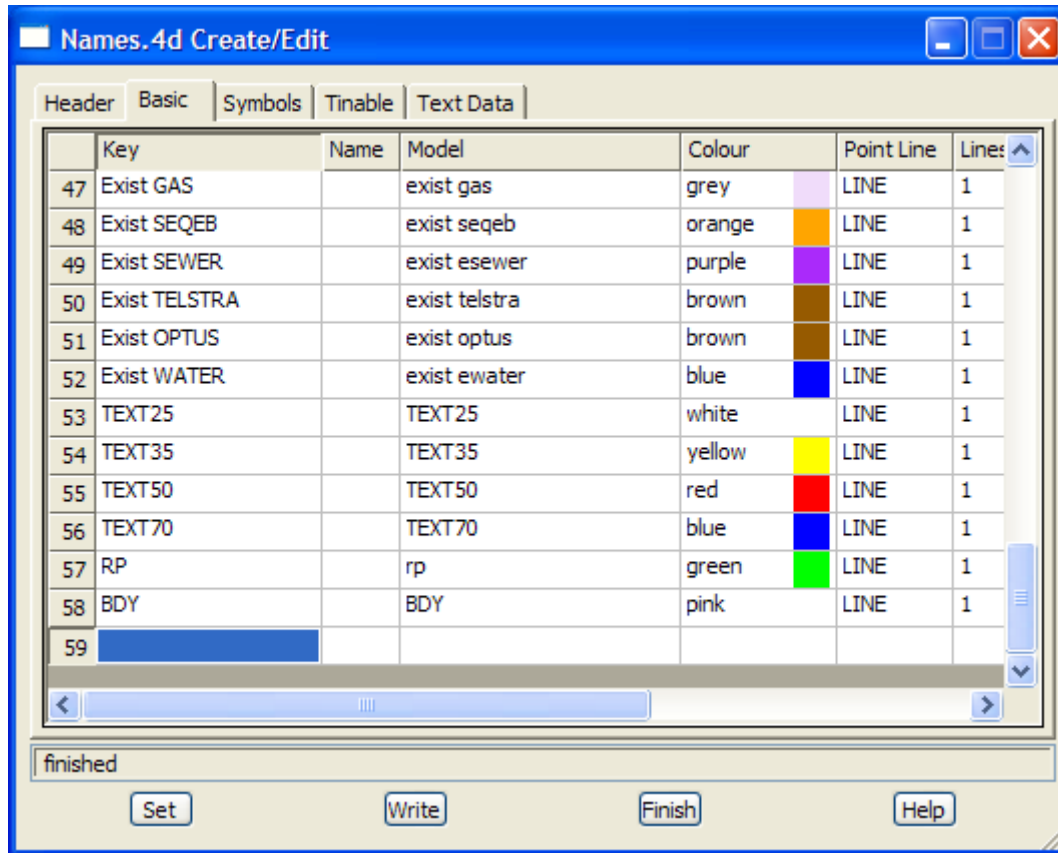 Names.4d Create/Edit
Header Basic Symbols Tinable Text Data
Key Name Model Colour Point Line Lines
47 Exist GAS exist gas grey LINE 1
48 Exist SEQEB exist seqeb orange LINE 1
49 Exist SEWER exist esewer purple LINE 1
50 Exist TELSTRA exist telstra brown LINE 1
51 Exist OPTUS exist optus brown LINE 1
52 Exist WATER exist ewater blue LINE 1
53 TEXT25 TEXT25 white LINE 1
54 TEXT35 TEXT35 yellow LINE 1
55 TEXT50 TEXT50 red LINE 1
56 TEXT70 TEXT70 blue LINE 1
57 RP rp green LINE 1
58 BDY BDY pink LINE 1
59
finished
Set Write Finish Help